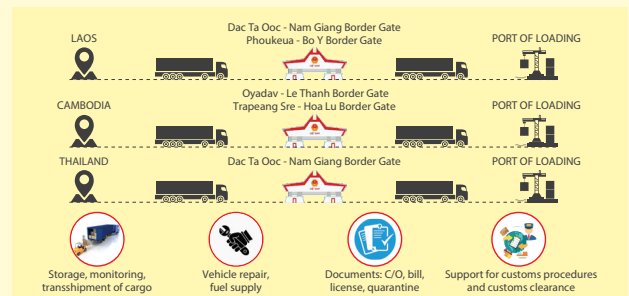 Dac Ta Ooc - Nam Giang Border Gate
LAOS
Phoukeua - Bo Y Border Gate
PORT OF LOADING
Oyadav - Le Thanh Border Gate
CAMBODIA
Trapeang Sre - Hoa Lu Border Gate
PORT OF LOADING
THAILAND
Dac Ta Ooc - Nam Giang Border Gate
PORT OF LOADING
Storage, monitoring,
transshipment of cargo
Vehicle repair,
fuel supply
Documents: C/O, bill,
license, quarantine
Support for customs procedures
and customs clearance